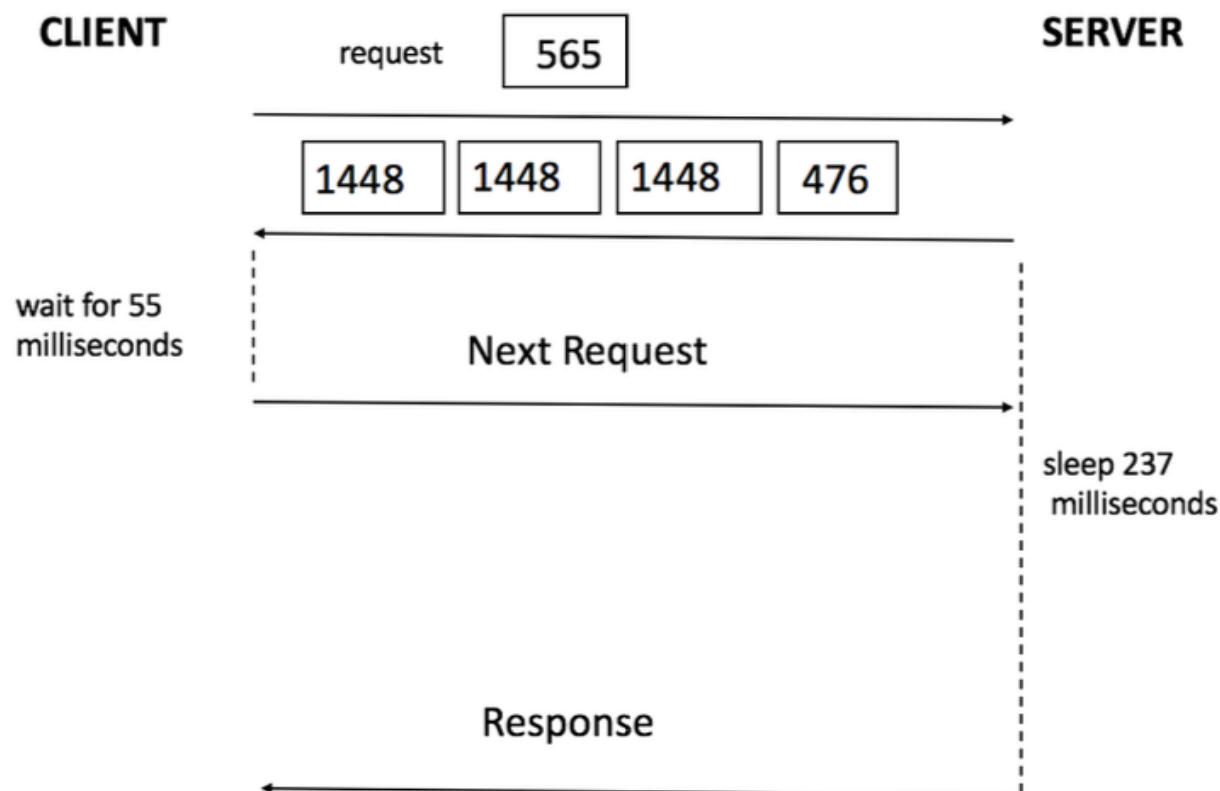 CLIENT
request
565
SERVER
1448
1448
1448
476
wait for 55
milliseconds
Next Request
sleep 237
milliseconds
Response